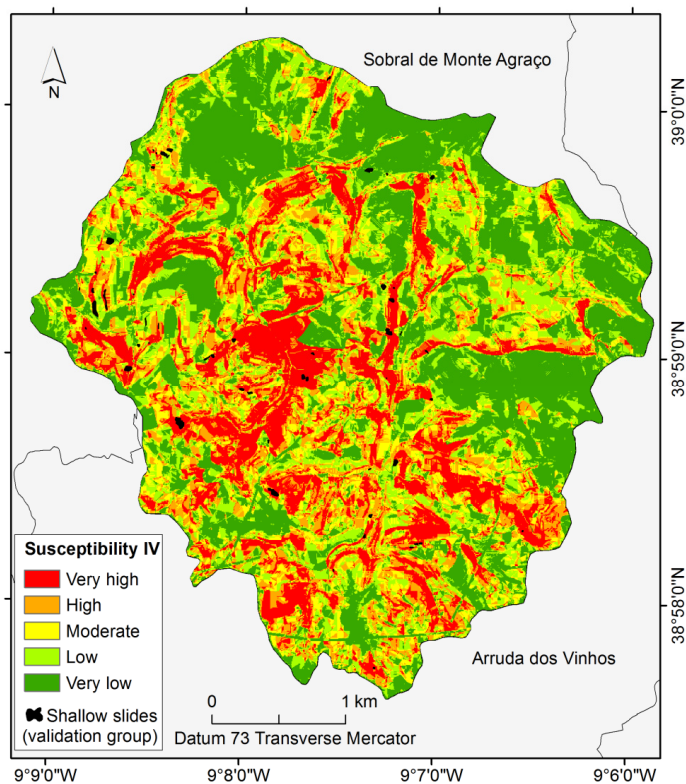 Sobral de Monte Agraço
N
39°0'0"N
38°59'0"N
38°58'0"N
Susceptibility IV
Very high
High
Moderate
Low
Very low
Shallow slides
(validation group)
Arruda dos Vinhos
0 1 km
Datum 73 Transverse Mercator
9°9'0"W 9°8'0"W 9°7'0"W 9°6'0"W